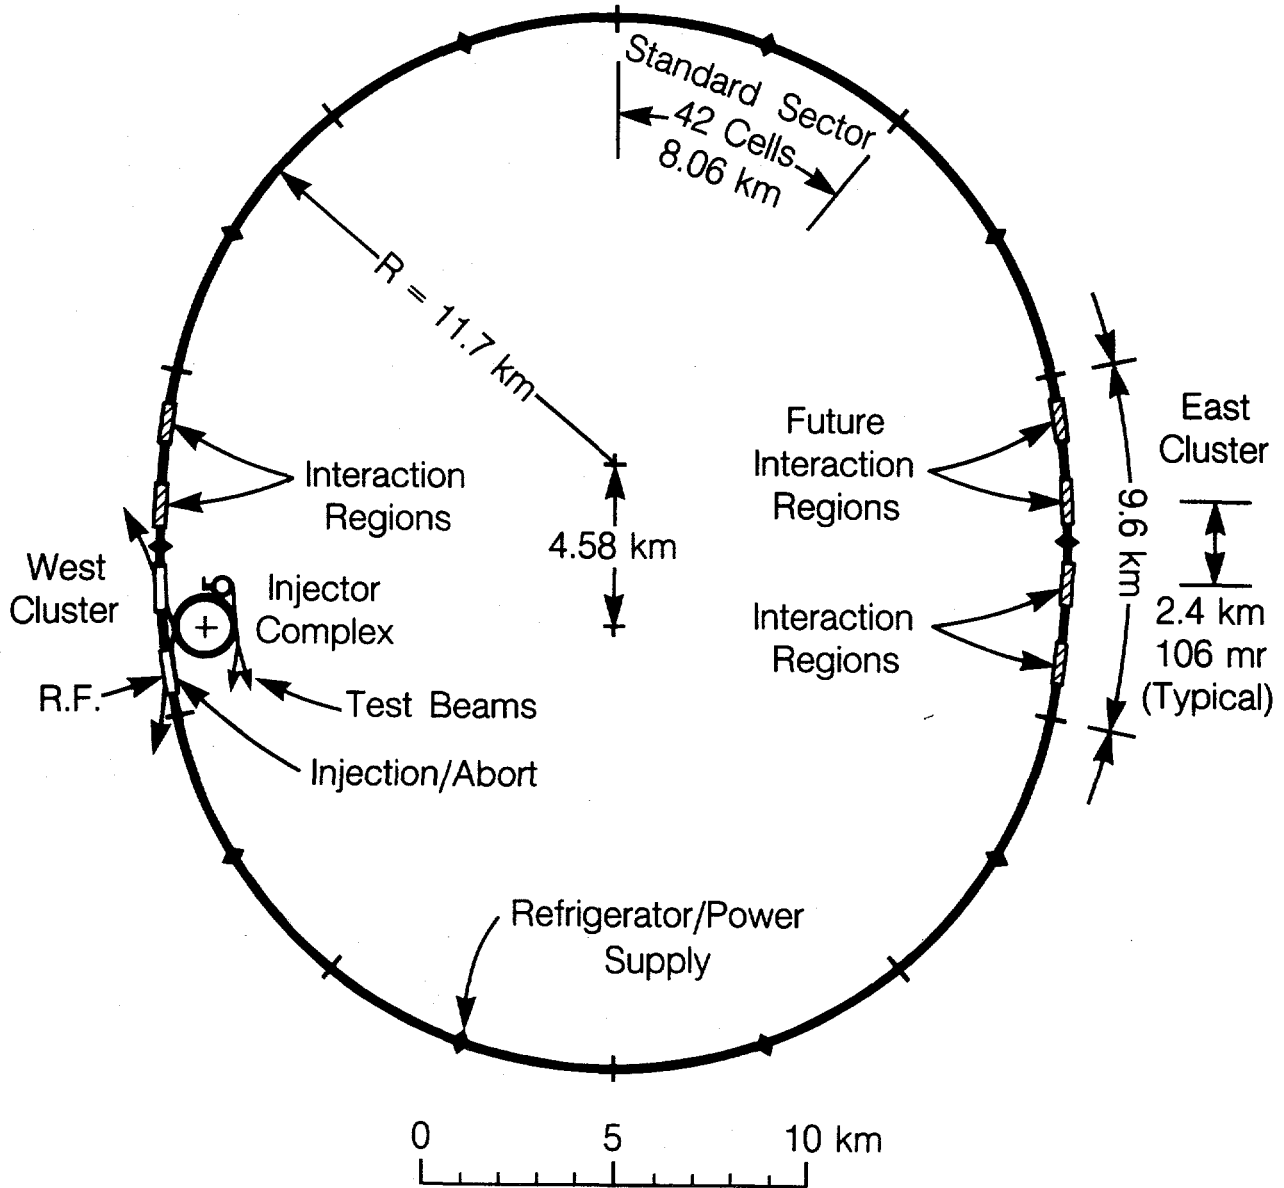 Standard Sector
42 Cells
8.06 km
R = 11.7 km
4.58 km
Interaction
Regions
Future
Interaction
Regions
East
Cluster
9.6 km
2.4 km
106 mr
(Typical)
West
Cluster
Injector
Complex
Interaction
Regions
R.F.
Test Beams
Injection/Abort
Refrigerator/Power
Supply
0 5 10 km